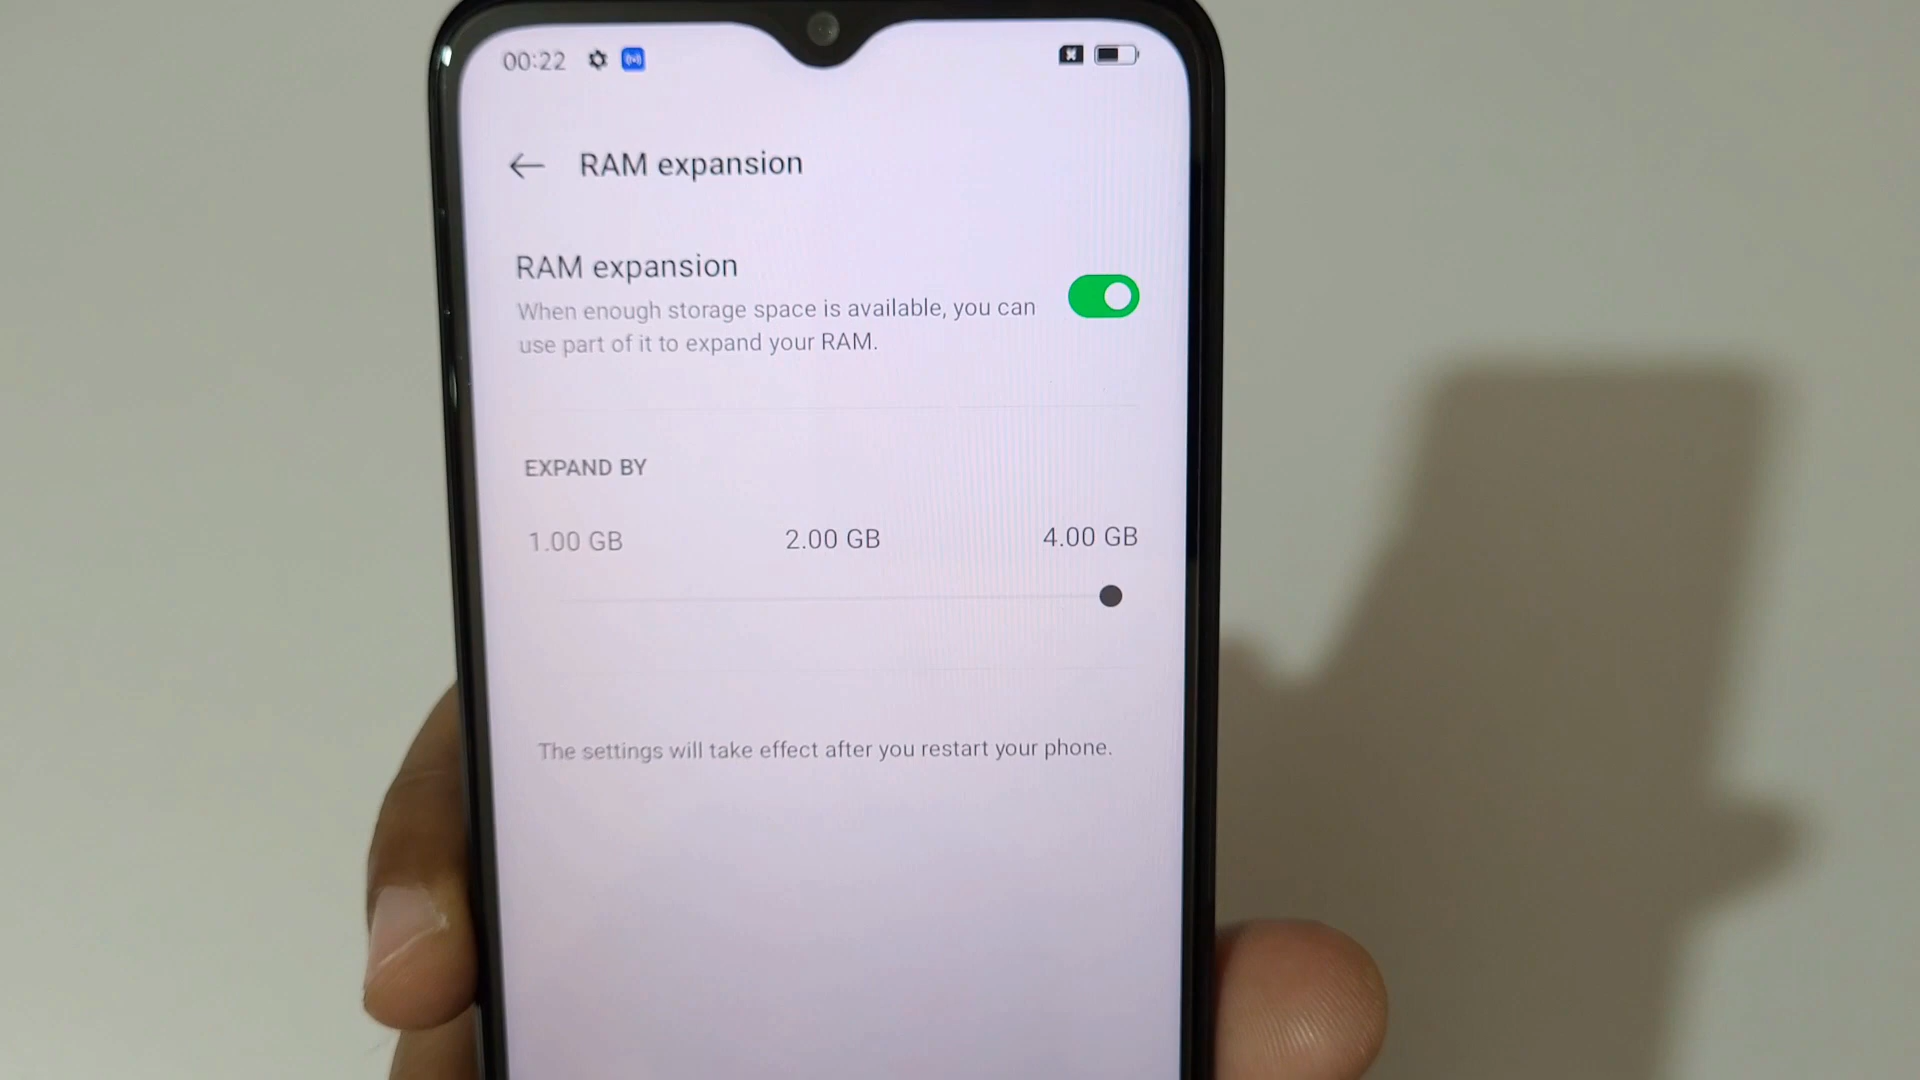 00:22
RAM expansion
RAM expansion
When enough storage space is available, you can
use part of it to expand your RAM.
EXPAND BY
1.00 GB 2.00 GB 4.00 GB
The settings will take effect after you restart your phone.